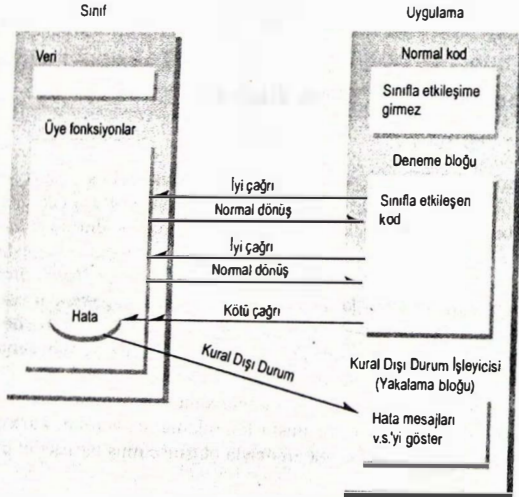 Sınıf
Veri
Üye fonksiyonlar
Hata
İyi çağrı
Normal dönüş
İyi çağrı
Normal dönüş
Kötü çağrı
Kural Dışı Durum
Uygulama
Normal kod
Sınıfla etkileşime
girmez
Deneme bloğu
Sınıfla etkileşen
kod
Kural Dışı Durum İşleyicisi
(Yakalama bloğu)
Hata mesajları
v.s.'yi göster